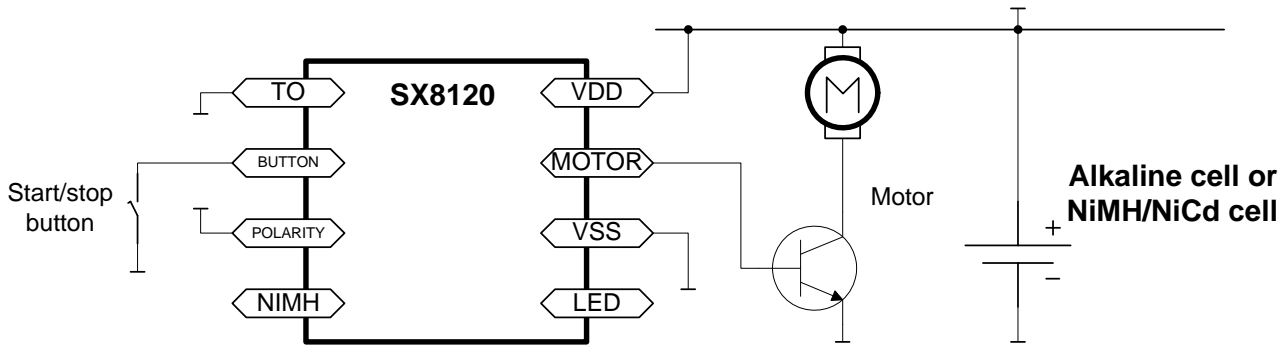 TO
SX8120
VDD
BUTTON
MOTOR
Start/stop
button
Motor
Alkaline cell or
NiMH/NiCd cell
POLARITY
VSS
+
−
NIMH
LED
M